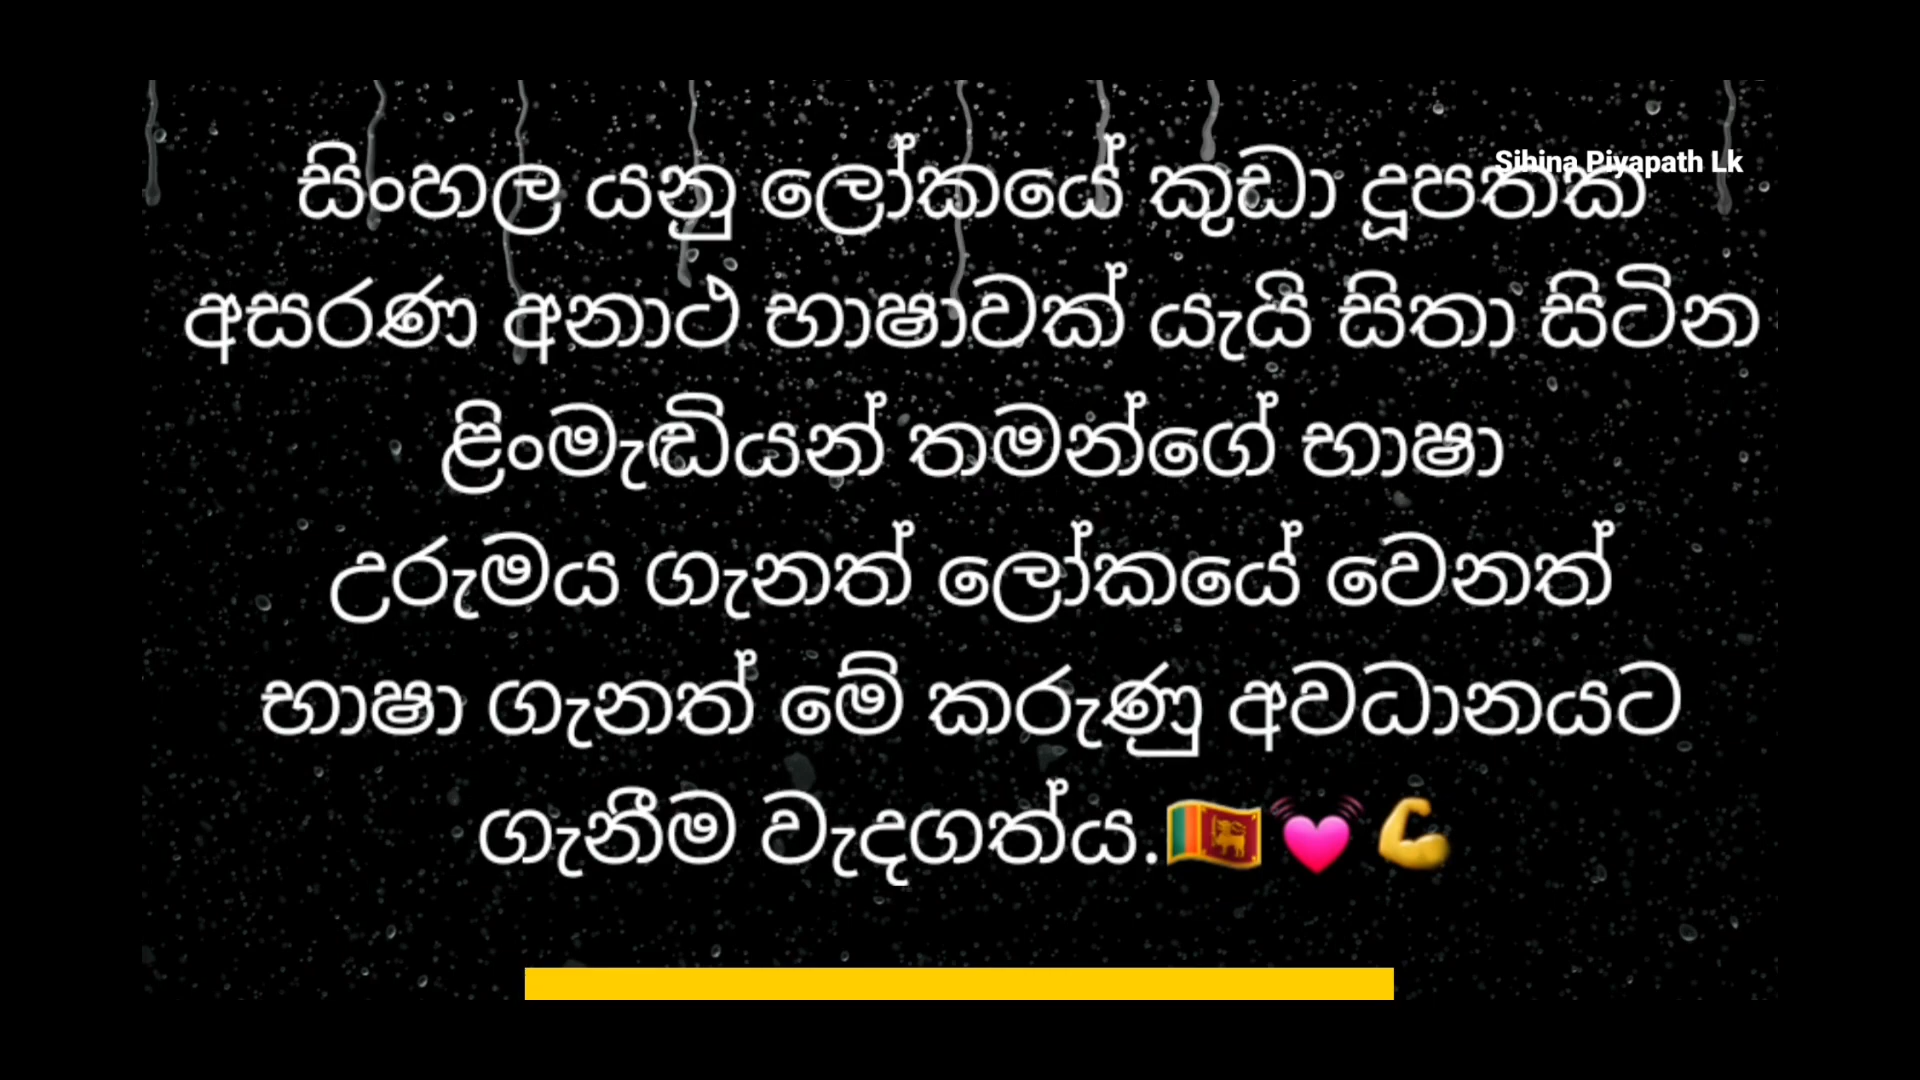 Sihina Piyapath Lk
සිංහල යනු ලෝකයේ කුඩා දූපතක
අසරණ අනාථ භාෂාවක් යැයි සිතා සිටින
ළිංමැඬියන් තමන්ගේ භාෂා
උරුමය ගැනත් ලෝකයේ වෙනත්
භාෂා ගැනත් මේ කරුණු අවධානයට
ගැනීම වැදගත්ය.🇱🇰💓💪